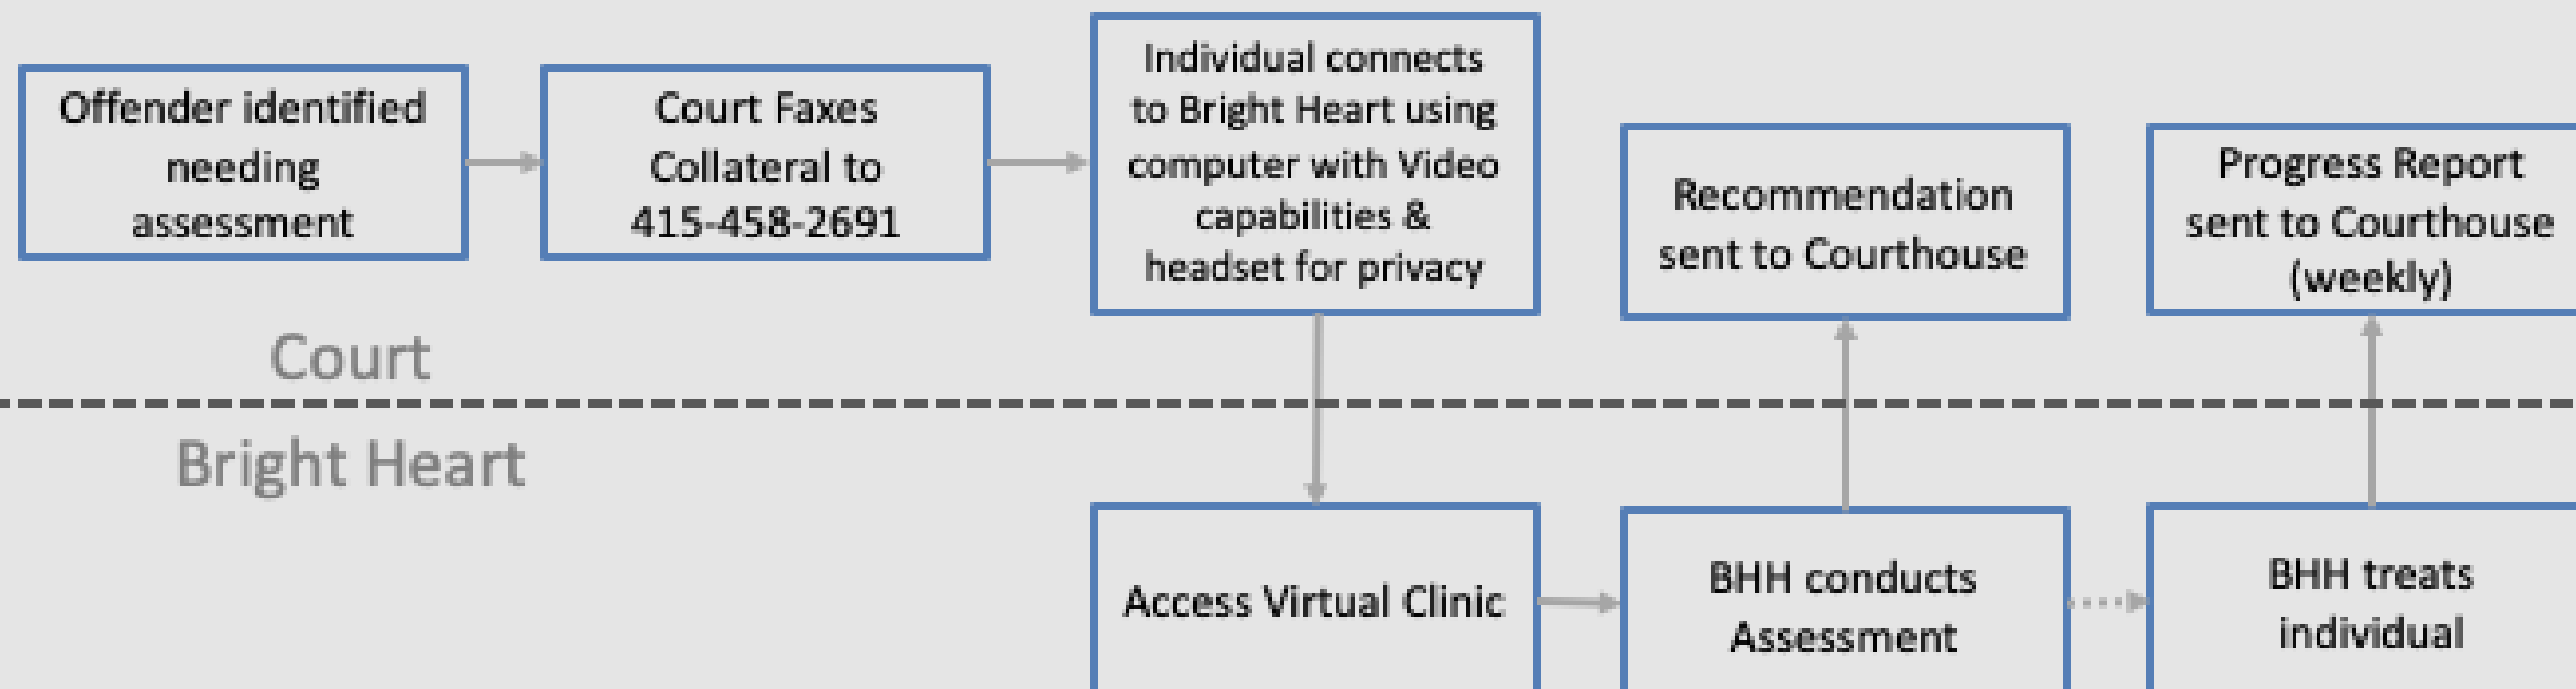 Offender identified
needing
assessment
Court Faxes
Collateral to
415-458-2691
Individual connects
to Bright Heart using
computer with Video
capabilities &
headset for privacy
Recommendation
sent to Courthouse
Progress Report
sent to Courthouse
(weekly)
Court
Bright Heart
Access Virtual Clinic
BHH conducts
Assessment
BHH treats
individual